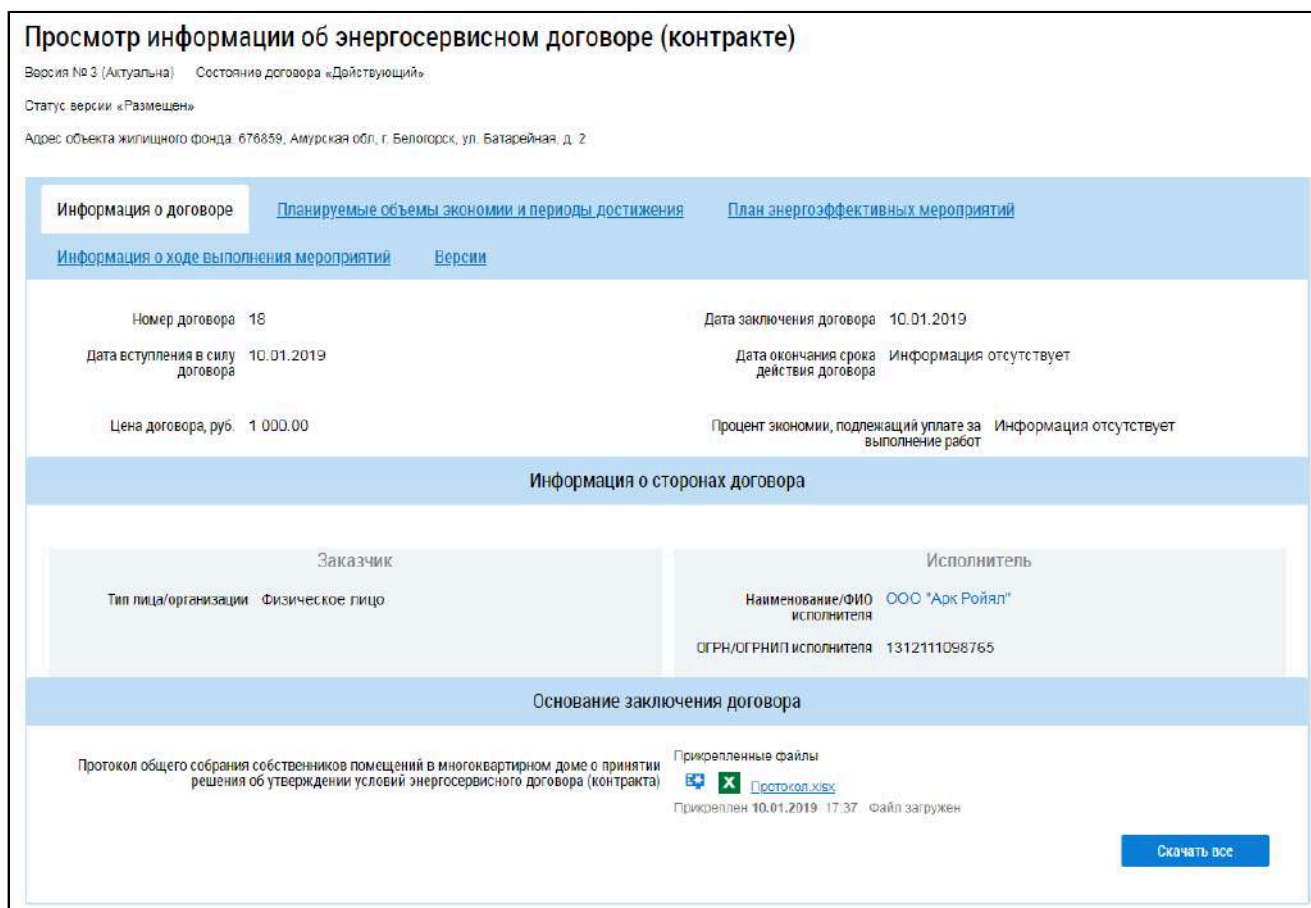 Просмотр информации об энергосервисном договоре (контракте)
Версия № 3 (Актуальна) Состояние договора «Действующий»
Статус версии «Размещен»
Адрес объекта жилищного фонда: 676859, Амурская обл, г. Белогорск, ул. Батарейная, д. 2
Информация о договоре Планируемые объемы экономии и периоды достижения План энергоэффективных мероприятий
Информация о ходе выполнения мероприятий Версии
Номер договора 18 Дата заключения договора 10.01.2019
Дата вступления в силу договора 10.01.2019 Дата окончания срока действия договора Информация отсутствует
Цена договора, руб. 1 000.00 Процент экономии, подлежащий уплате за выполнение работ Информация отсутствует
Информация о сторонах договора
Заказчик Исполнитель
Тип лица/организации Физическое лицо Наименование/ФИО исполнителя ООО "Арк Ройял"
ОГРН/ОГРНИП исполнителя 1312111098765
Основание заключения договора
Протокол общего собрания собственников помещений в многоквартирном доме о принятии
решения об утверждении условий энергосервисного договора (контракта)
Прикрепленные файлы
Протокол.xlsx
Прикреплен 10.01.2019 17:37 Файл загружен
Скачать все